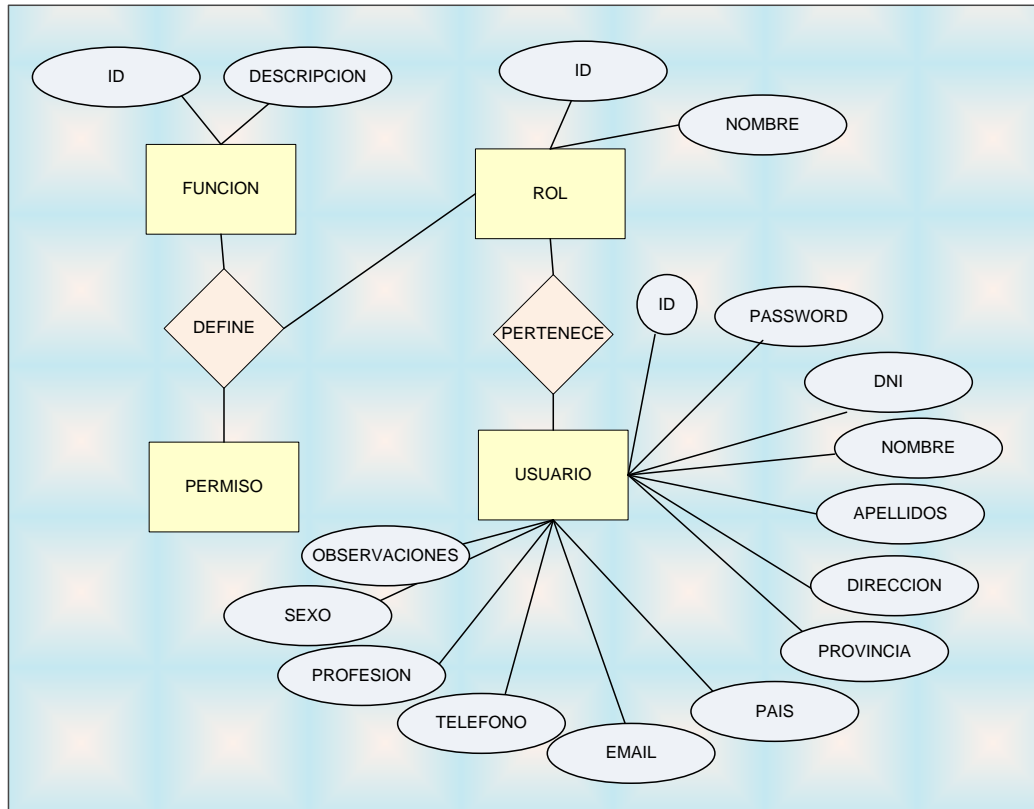 ID
DESCRIPCION
ID
NOMBRE
FUNCION
ROL
DEFINE
PERTENECE
ID
PASSWORD
DNI
NOMBRE
PERMISO
USUARIO
APELLIDOS
OBSERVACIONES
DIRECCION
SEXO
PROVINCIA
PROFESION
PAIS
TELEFONO
EMAIL